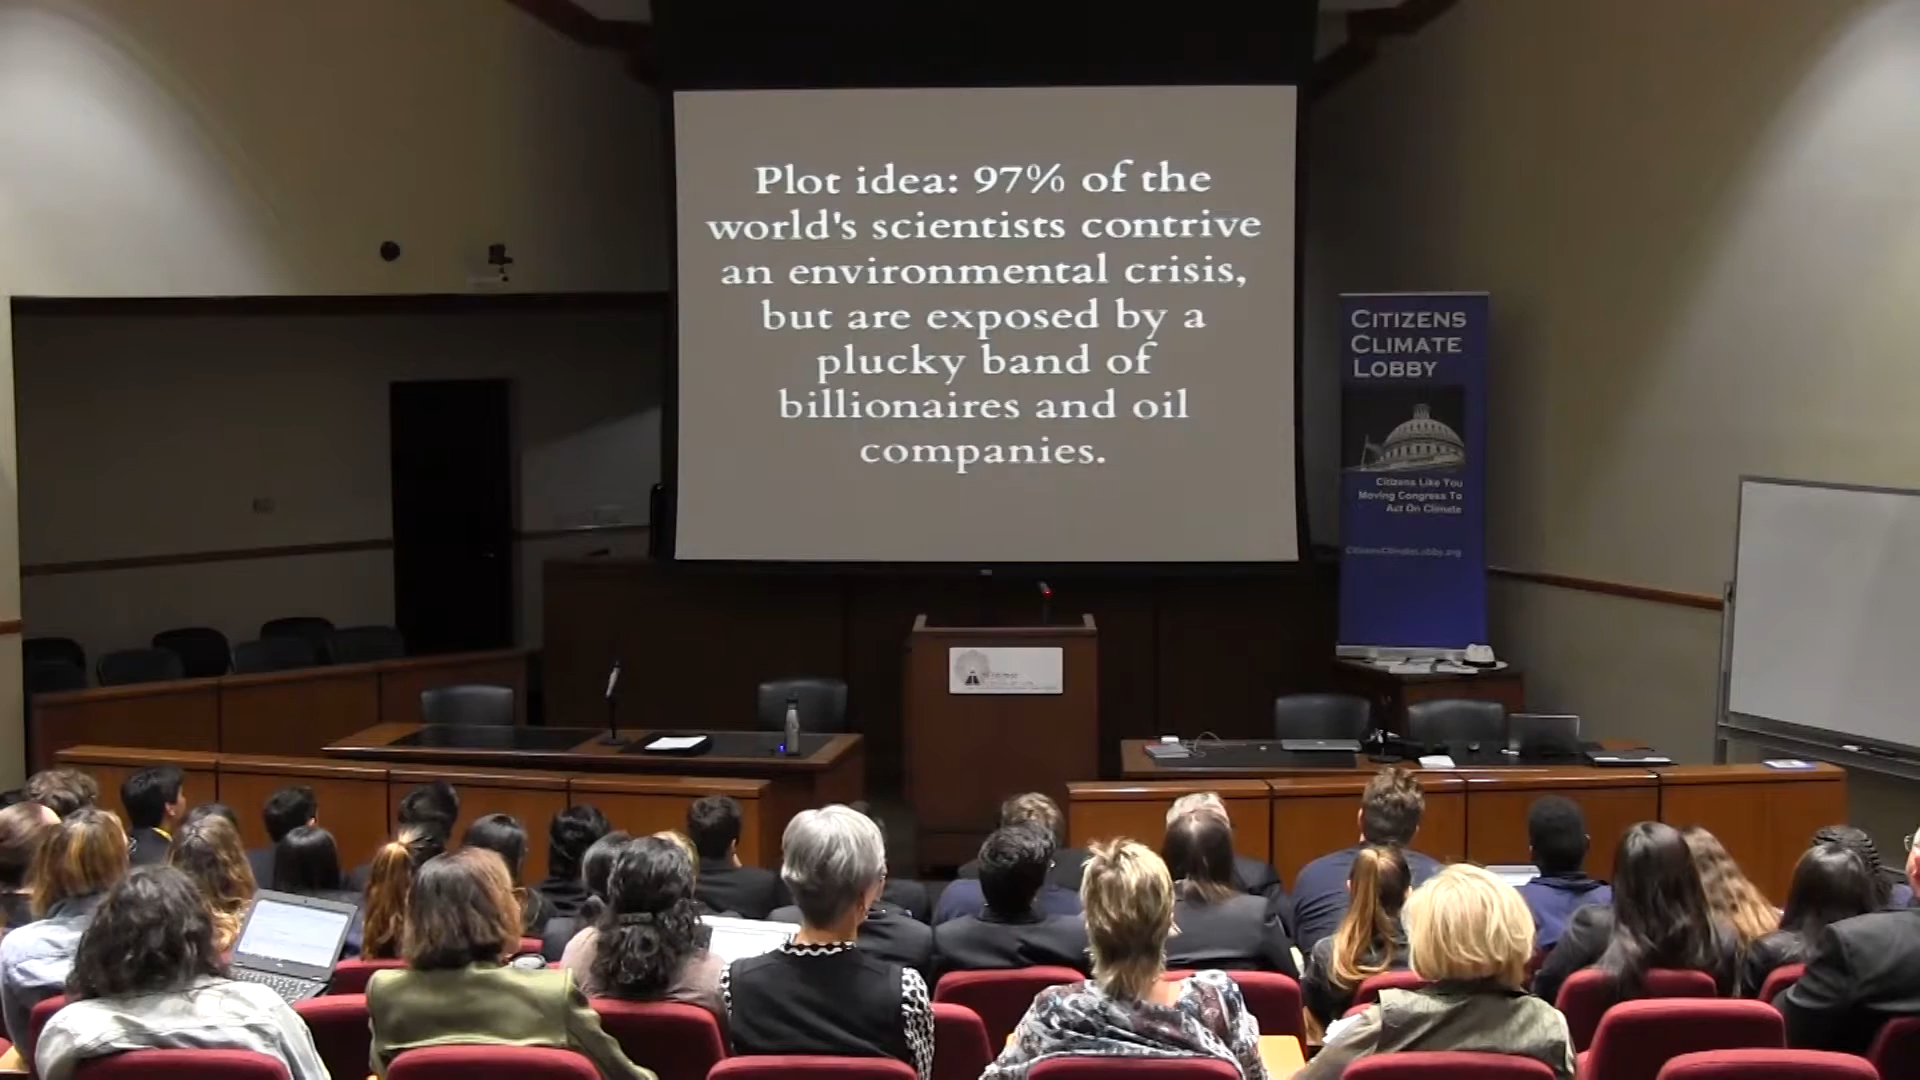 Plot idea: 97% of the
world's scientists contrive
an environmental crisis,
but are exposed by a
plucky band of
billionaires and oil
companies.
CITIZENS
CLIMATE
LOBBY
Citizens Like You
Moving Congress To
Act On Climate
CitizensClimateLobby.org